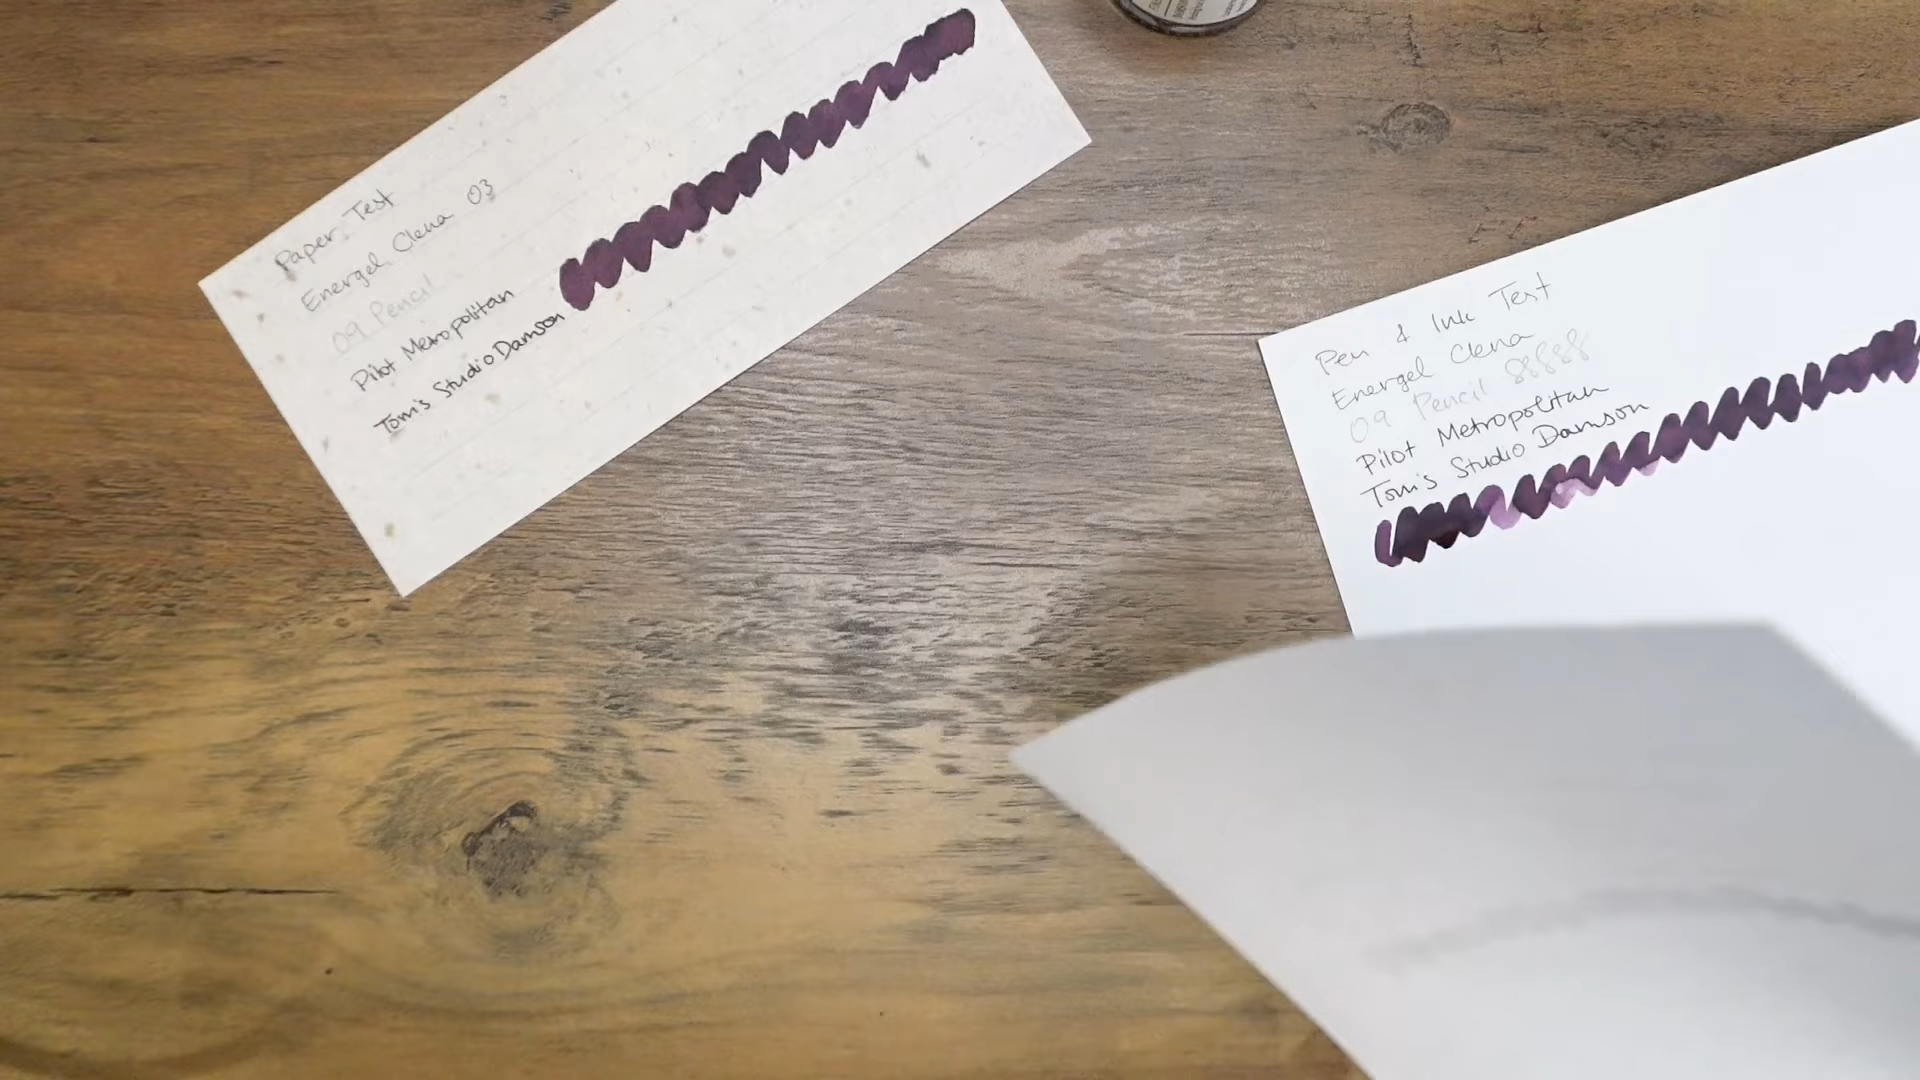 Paper Test
Energel Clena 03
09 Pencil
Pilot Metropolitan
Tom's Studio Damson
Pen & Ink Test
Energel Clena
09 Pencil 88888
Pilot Metropolitan
Tom's Studio Damson